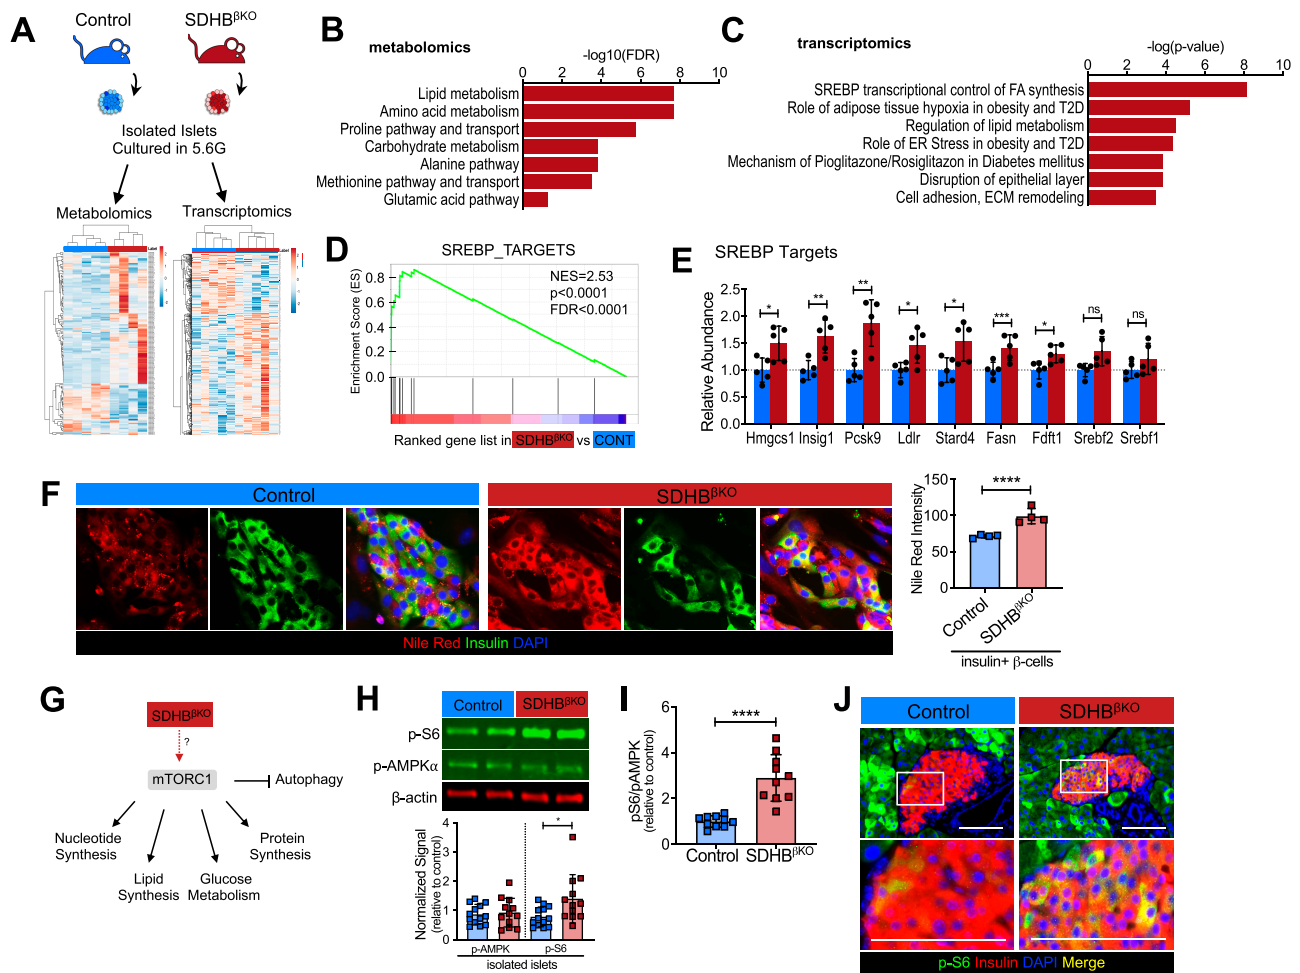 A
Control
SDHBβKO
Isolated Islets
Cultured in 5.6G
Metabolomics
Transcriptomics
Label
Label
B
metabolomics
-log10(FDR)
0 2 4 6 8 10
Lipid metabolism
Amino acid metabolism
Proline pathway and transport
Carbohydrate metabolism
Alanine pathway
Methionine pathway and transport
Glutamic acid pathway
C
transcriptomics
-log(p-value)
0 2 4 6 8 10
SREBP transcriptional control of FA synthesis
Role of adipose tissue hypoxia in obesity and T2D
Regulation of lipid metabolism
Role of ER Stress in obesity and T2D
Mechanism of Pioglitazone/Rosiglitazon in Diabetes mellitus
Disruption of epithelial layer
Cell adhesion, ECM remodeling
D
SREBP_TARGETS
Enrichment Score (ES)
0.8
0.6
0.4
0.2
0.0
NES=2.53
p<0.0001
FDR<0.0001
Ranked gene list in SDHBβKO vs CONT
E
SREBP Targets
Relative Abundance
2.5
2.0
1.5
1.0
0.5
0.0
* ** ** * * *** * ns ns
Hmgcs1 Insig1 Pcsk9 Ldlr Stard4 Fasn Fdft1 Srebf2 Srebf1
F
Control
SDHBβKO
Nile Red Insulin DAPI
Nile Red Intensity
150
100
50
0
****
Control
SDHBβKO
insulin+ β-cells
G
SDHBβKO
?
mTORC1
Autophagy
Nucleotide
Synthesis
Lipid
Synthesis
Glucose
Metabolism
Protein
Synthesis
H
Control
SDHBβKO
p-S6
p-AMPKα
β-actin
Normalized Signal
(relative to control)
4
3
2
1
0
*
p-AMPK
p-S6
isolated islets
I
pS6/pAMPK
(relative to control)
6
4
2
0
****
Control
SDHBβKO
J
Control
SDHBβKO
p-S6 Insulin DAPI Merge